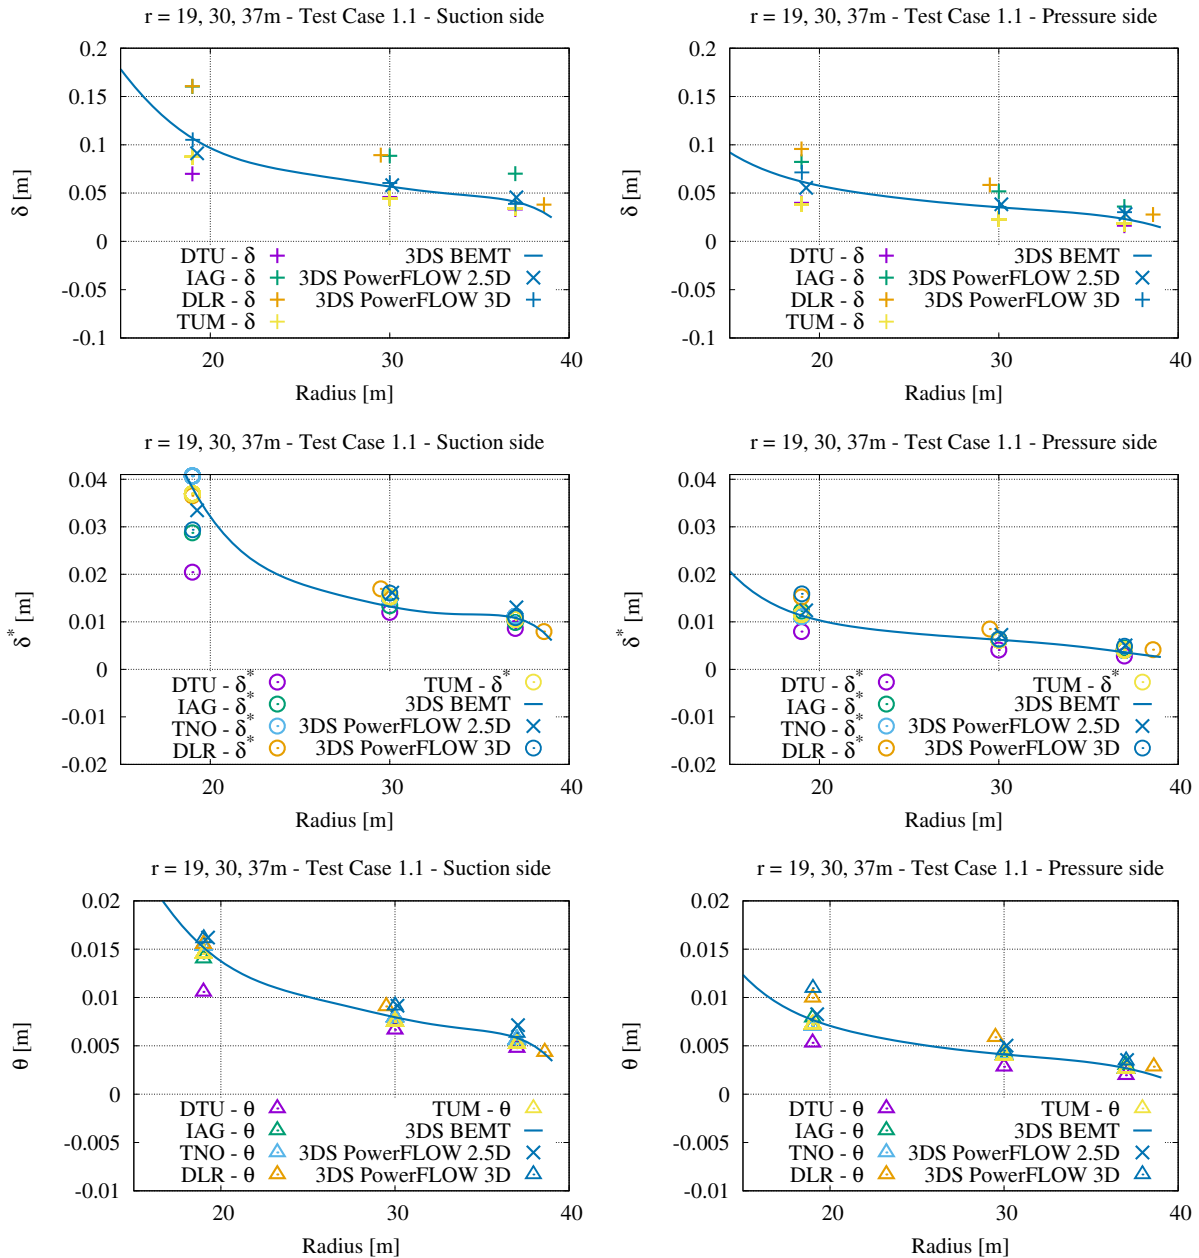 r = 19, 30, 37m - Test Case 1.1 - Suction side
0.2
0.15
0.1
0.05
0
-0.05
-0.1
δ [m]
DTU - δ
IAG - δ
DLR - δ
TUM - δ
3DS BEMT
3DS PowerFLOW 2.5D
3DS PowerFLOW 3D
20
30
40
Radius [m]
r = 19, 30, 37m - Test Case 1.1 - Pressure side
0.2
0.15
0.1
0.05
0
-0.05
-0.1
δ [m]
DTU - δ
IAG - δ
DLR - δ
TUM - δ
3DS BEMT
3DS PowerFLOW 2.5D
3DS PowerFLOW 3D
20
30
40
Radius [m]
r = 19, 30, 37m - Test Case 1.1 - Suction side
0.04
0.03
0.02
0.01
0
-0.01
-0.02
δ* [m]
DTU - δ*
IAG - δ*
TNO - δ*
DLR - δ*
TUM - δ*
3DS BEMT
3DS PowerFLOW 2.5D
3DS PowerFLOW 3D
20
30
40
Radius [m]
r = 19, 30, 37m - Test Case 1.1 - Pressure side
0.04
0.03
0.02
0.01
0
-0.01
-0.02
δ* [m]
DTU - δ*
IAG - δ*
TNO - δ*
DLR - δ*
TUM - δ*
3DS BEMT
3DS PowerFLOW 2.5D
3DS PowerFLOW 3D
20
30
40
Radius [m]
r = 19, 30, 37m - Test Case 1.1 - Suction side
0.02
0.015
0.01
0.005
0
-0.005
-0.01
θ [m]
DTU - θ
IAG - θ
TNO - θ
DLR - θ
TUM - θ
3DS BEMT
3DS PowerFLOW 2.5D
3DS PowerFLOW 3D
20
30
40
Radius [m]
r = 19, 30, 37m - Test Case 1.1 - Pressure side
0.02
0.015
0.01
0.005
0
-0.005
-0.01
θ [m]
DTU - θ
IAG - θ
TNO - θ
DLR - θ
TUM - θ
3DS BEMT
3DS PowerFLOW 2.5D
3DS PowerFLOW 3D
20
30
40
Radius [m]